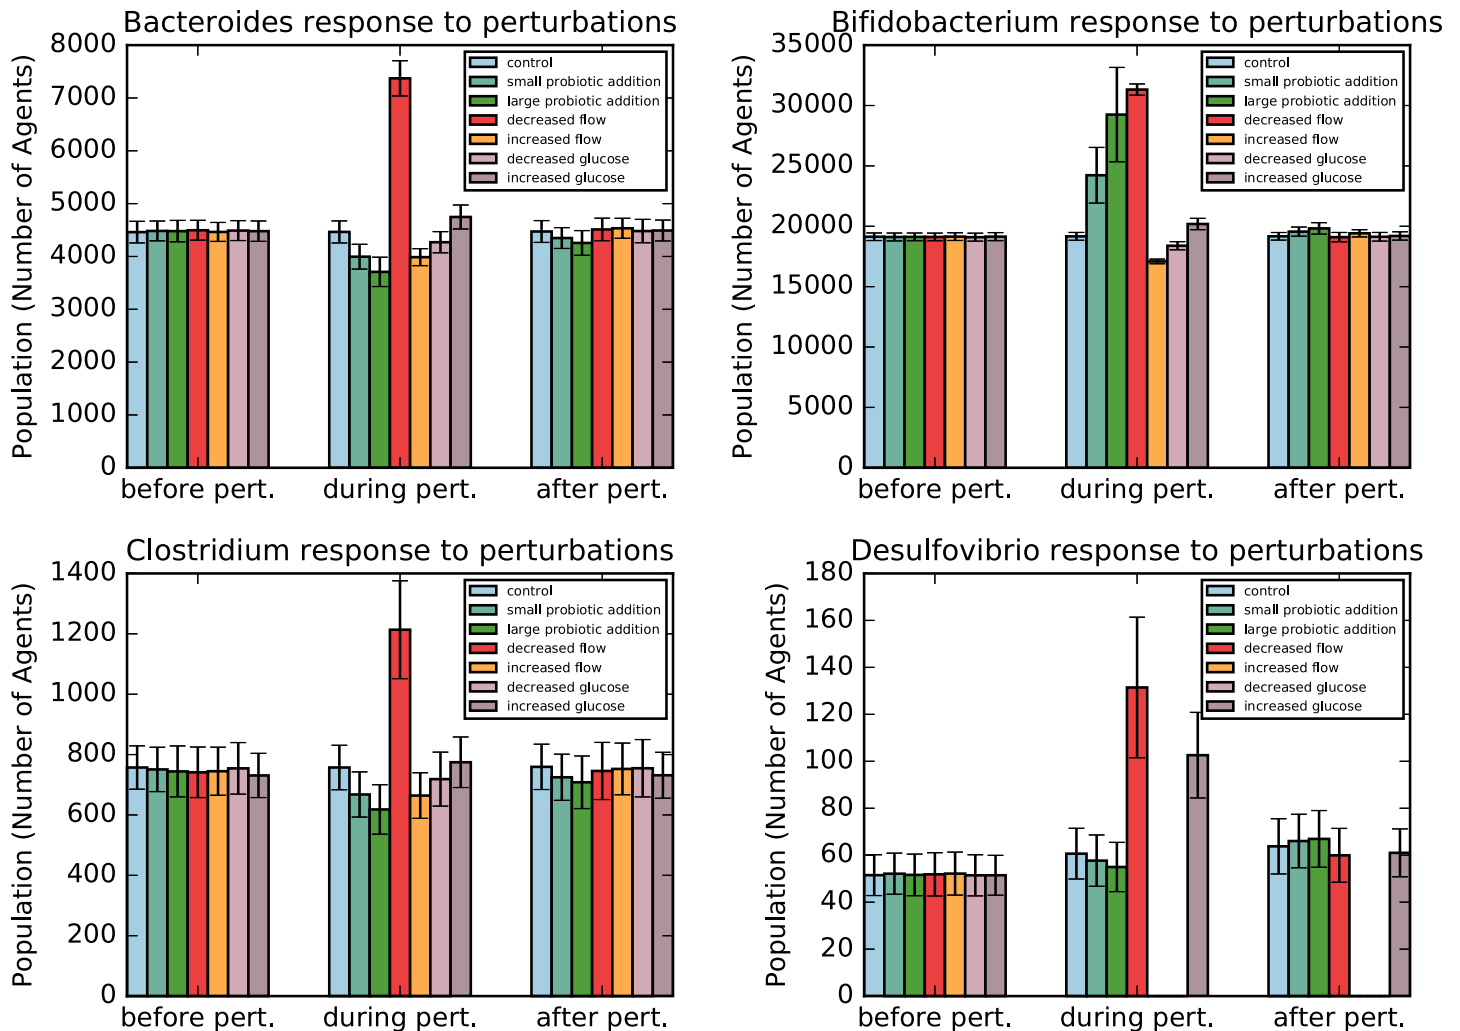 Bacteroides response to perturbations
Population (Number of Agents)
8000
7000
6000
5000
4000
3000
2000
1000
0
control
small probiotic addition
large probiotic addition
decreased flow
increased flow
decreased glucose
increased glucose
before pert.
during pert.
after pert.
Bifidobacterium response to perturbations
Population (Number of Agents)
35000
30000
25000
20000
15000
10000
5000
0
control
small probiotic addition
large probiotic addition
decreased flow
increased flow
decreased glucose
increased glucose
before pert.
during pert.
after pert.
Clostridium response to perturbations
Population (Number of Agents)
1400
1200
1000
800
600
400
200
0
control
small probiotic addition
large probiotic addition
decreased flow
increased flow
decreased glucose
increased glucose
before pert.
during pert.
after pert.
Desulfovibrio response to perturbations
Population (Number of Agents)
180
160
140
120
100
80
60
40
20
0
control
small probiotic addition
large probiotic addition
decreased flow
increased flow
decreased glucose
increased glucose
before pert.
during pert.
after pert.